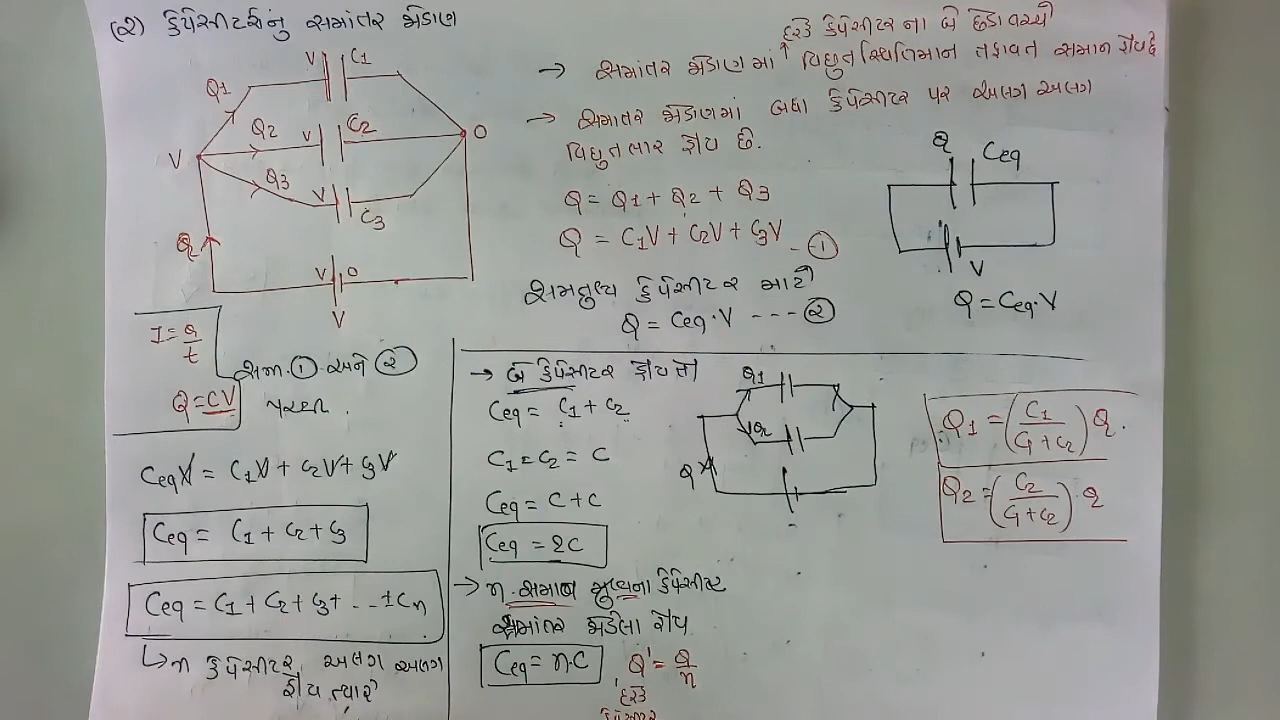 (૨) કેપેસીટર્સનું સમાંતર જોડાણ
V C1
Q1
Q2 V C2
V O
Q3 V
C3
Q
V O
V
I = Q/t
Q = CV
→ સમાંતર જોડાણ માં ↑ વિદ્યુત સ્થિતિમાન તફાવત સમાન હોય છે
દરેક કેપેસીટર ના બે છેડા વચ્ચે
→ સમાંતર જોડાણમાં બધા કેપેસીટર પર અલગ અલગ
વિદ્યુતભાર હોય છે.
Q = Q1 + Q2 + Q3
Q = C1V + C2V + C3V - ①
સમતુલ્ય કેપેસીટર માટે
Q = Ceq·V --- ②
Q Ceq
V
Q = Ceq·V
સમી. ① અને ② પરથી.
CeqV = C1V + C2V + C3V
Ceq = C1 + C2 + C3
Ceq = C1 + C2 + C3 + - - + Cn
↳ n કેપેસીટર અલગ અલગ
હોય ત્યારે
→ બે કેપેસીટર હોય તો
Ceq = C1 + C2
C1 = C2 = C
Ceq = C + C
Ceq = 2C
Q1
Q2
Q
Q1 = (C1/C1+C2) Q.
Q2 = (C2/C1+C2)·Q
→ n સમાન મૂલ્યના કેપેસીટર
સમાંતર જોડેલા હોય
Ceq = n·C Q' = Q/n
દરેક
કેપેસીટર